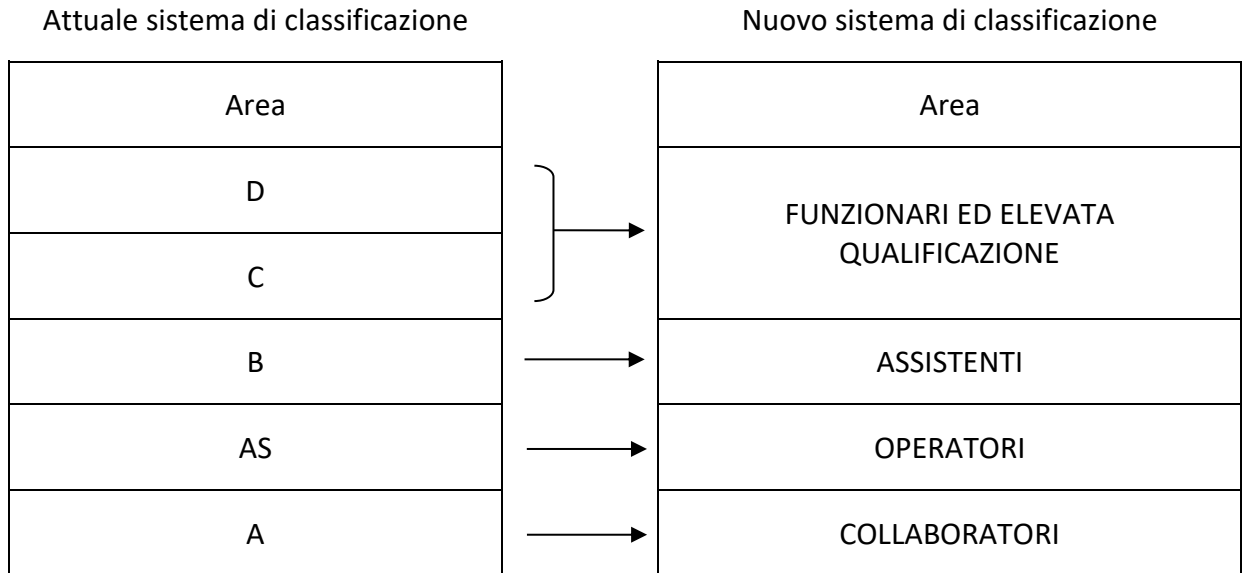 Attuale sistema di classificazione
Nuovo sistema di classificazione
Area
Area
D
FUNZIONARI ED ELEVATA
QUALIFICAZIONE
C
B
ASSISTENTI
AS
OPERATORI
A
COLLABORATORI